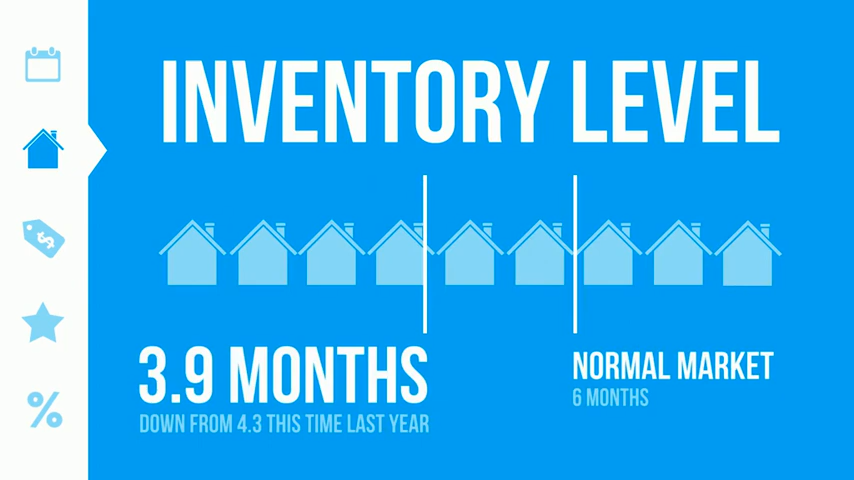 INVENTORY LEVEL
3.9 MONTHS
DOWN FROM 4.3 THIS TIME LAST YEAR
NORMAL MARKET
6 MONTHS
$
%